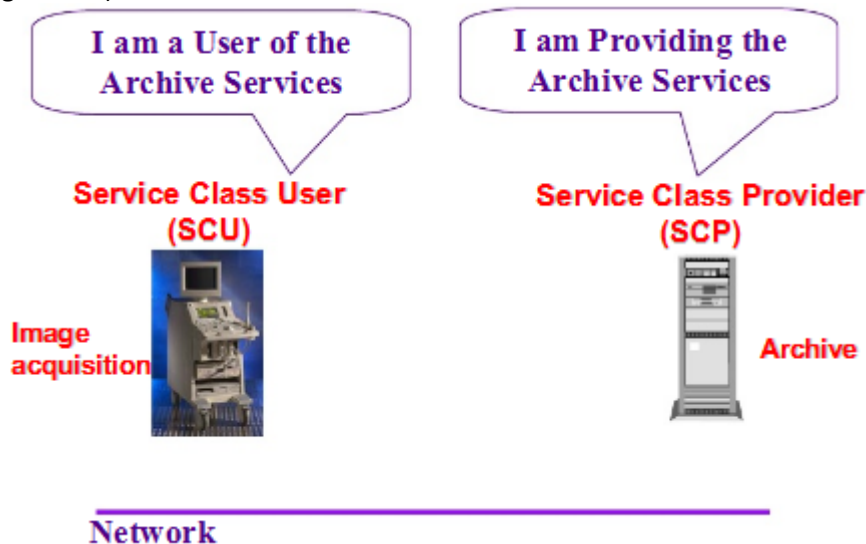 I am a User of the
Archive Services
I am Providing the
Archive Services
Service Class User
(SCU)
Service Class Provider
(SCP)
Image
acquisition
Archive
Network